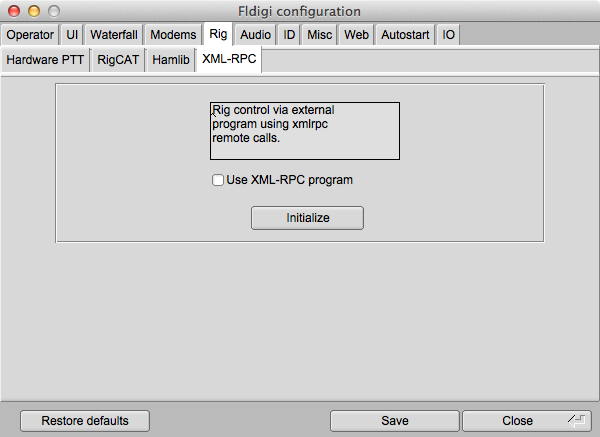 Fldigi configuration
Operator UI Waterfall Modems Rig Audio ID Misc Web Autostart IO
Hardware PTT RigCAT Hamlib XML-RPC
Rig control via external
program using xmlrpc
remote calls.
Use XML-RPC program
Initialize
Restore defaults Save Close